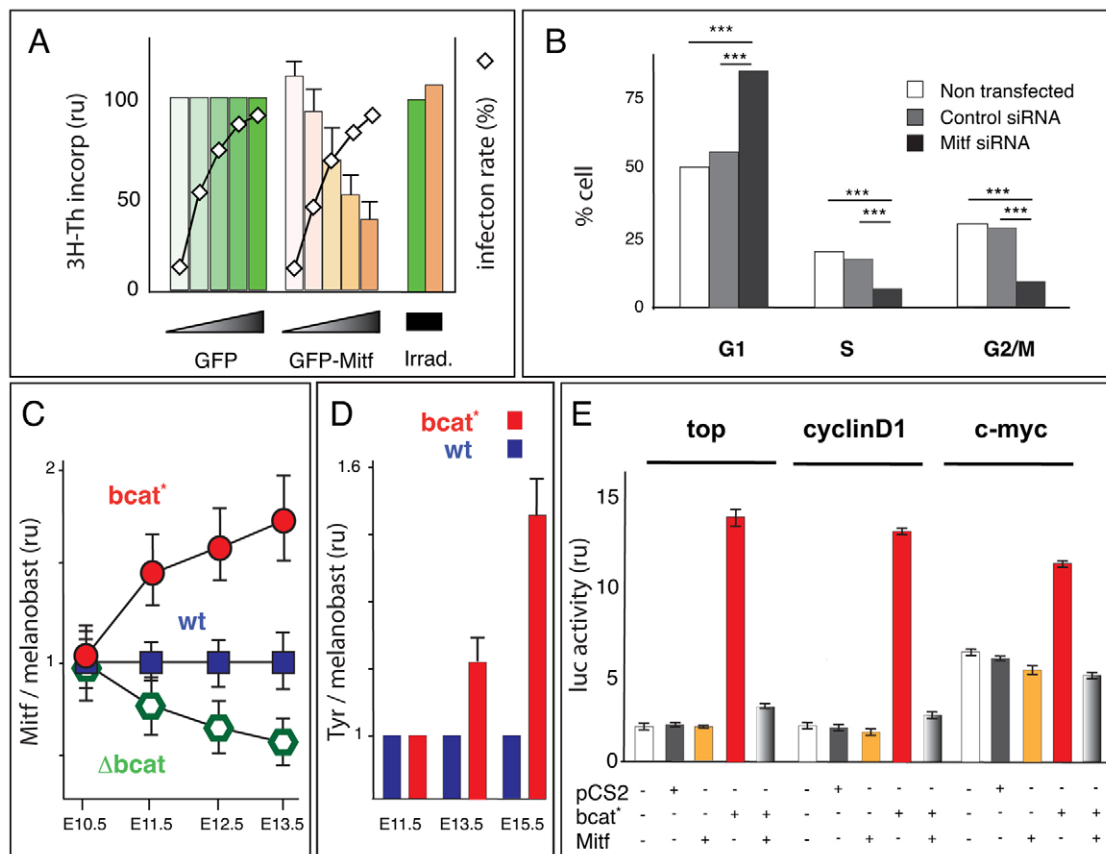 A
3H-Th incorp (ru)
100
50
0
infecton rate (%)
GFP
GFP-Mitf
Irrad.
B
% cell
75
50
25
0
***
***
***
***
***
***
Non transfected
Control siRNA
Mitf siRNA
G1 S G2/M
C
Mitf / melanobast (ru)
2
1
bcat*
wt
Δbcat
E10.5 E11.5 E12.5 E13.5
D
bcat*
wt
Tyr / melanobast (ru)
1.6
1
E11.5 E13.5 E15.5
E
top cyclinD1 c-myc
luc activity (ru)
15
10
5
0
pCS2 - + - - - - + - - - - + - - -
bcat* - - - + + - - - + + - - - + +
Mitf - - + - + - - + - + - - + - +